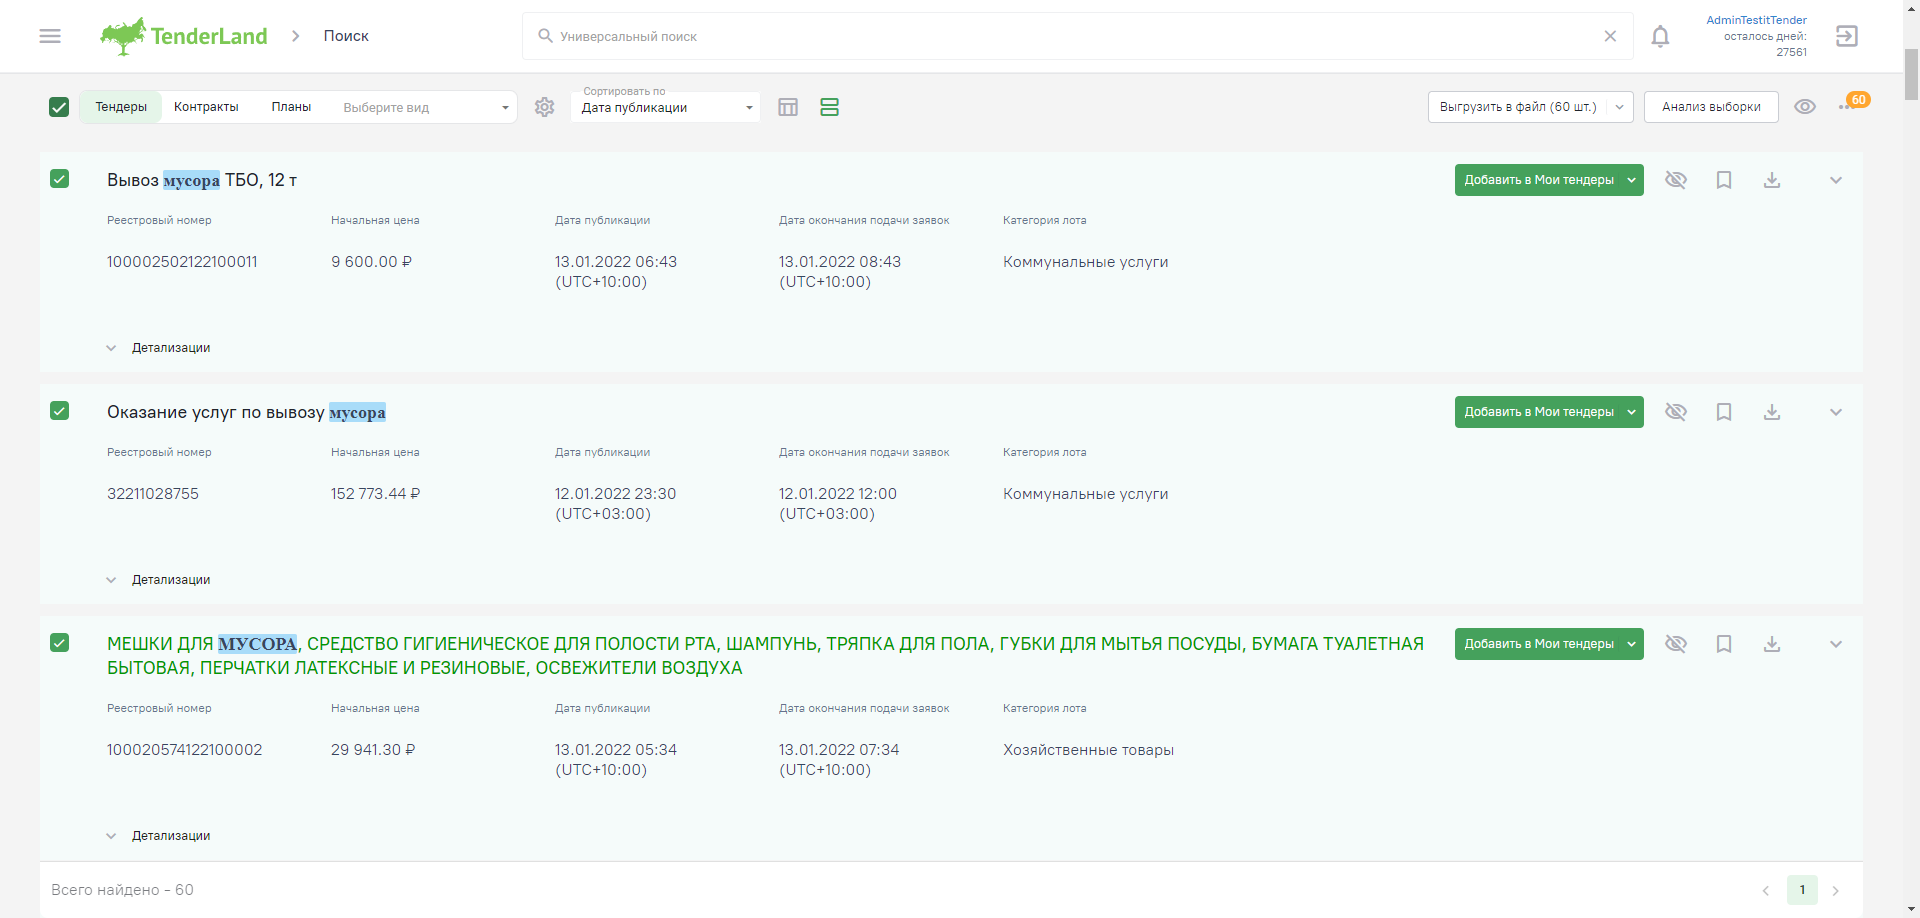 TenderLand
Поиск
Универсальный поиск
AdminTestitTender
осталось дней:
27561
Тендеры
Контракты
Планы
Выберите вид
Сортировать по
Дата публикации
Выгрузить в файл (60 шт.)
Анализ выборки
60
Вывоз мусора ТБО, 12 т
Добавить в Мои тендеры
Реестровый номер
Начальная цена
Дата публикации
Дата окончания подачи заявок
Категория лота
100002502122100011
9 600.00 ₽
13.01.2022 06:43
(UTC+10:00)
13.01.2022 08:43
(UTC+10:00)
Коммунальные услуги
Детализации
Оказание услуг по вывозу мусора
Добавить в Мои тендеры
Реестровый номер
Начальная цена
Дата публикации
Дата окончания подачи заявок
Категория лота
32211028755
152 773.44 ₽
12.01.2022 23:30
(UTC+03:00)
12.01.2022 12:00
(UTC+03:00)
Коммунальные услуги
Детализации
МЕШКИ ДЛЯ МУСОРА, СРЕДСТВО ГИГИЕНИЧЕСКОЕ ДЛЯ ПОЛОСТИ РТА, ШАМПУНЬ, ТРЯПКА ДЛЯ ПОЛА, ГУБКИ ДЛЯ МЫТЬЯ ПОСУДЫ, БУМАГА ТУАЛЕТНАЯ
БЫТОВАЯ, ПЕРЧАТКИ ЛАТЕКСНЫЕ И РЕЗИНОВЫЕ, ОСВЕЖИТЕЛИ ВОЗДУХА
Добавить в Мои тендеры
Реестровый номер
Начальная цена
Дата публикации
Дата окончания подачи заявок
Категория лота
100020574122100002
29 941.30 ₽
13.01.2022 05:34
(UTC+10:00)
13.01.2022 07:34
(UTC+10:00)
Хозяйственные товары
Детализации
Всего найдено - 60
1